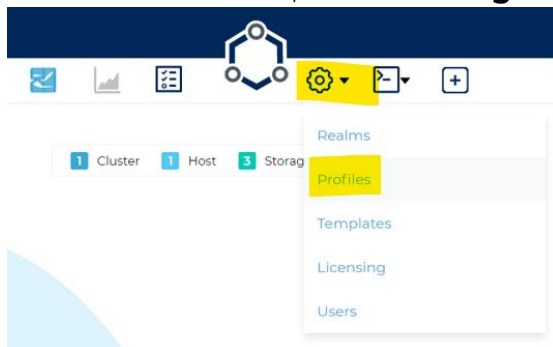 1 Cluster 1 Host 3 Storag
Realms
Profiles
Templates
Licensing
Users